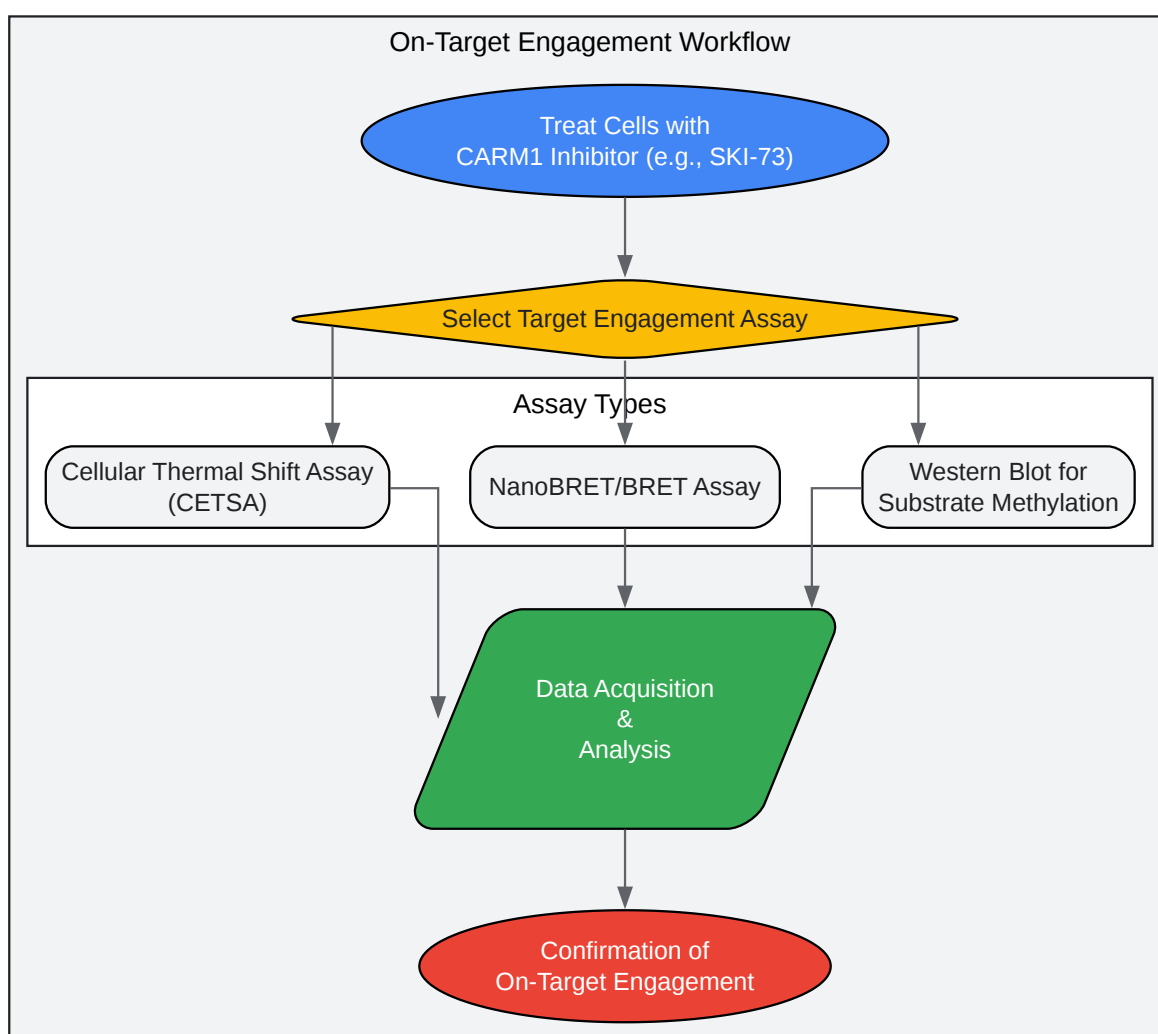 On-Target Engagement Workflow
Treat Cells with
CARM1 Inhibitor (e.g., SKI-73)
Select Target Engagement Assay
Assay Types
Cellular Thermal Shift Assay
(CETSA)
NanoBRET/BRET Assay
Western Blot for
Substrate Methylation
Data Acquisition
&
Analysis
Confirmation of
On-Target Engagement